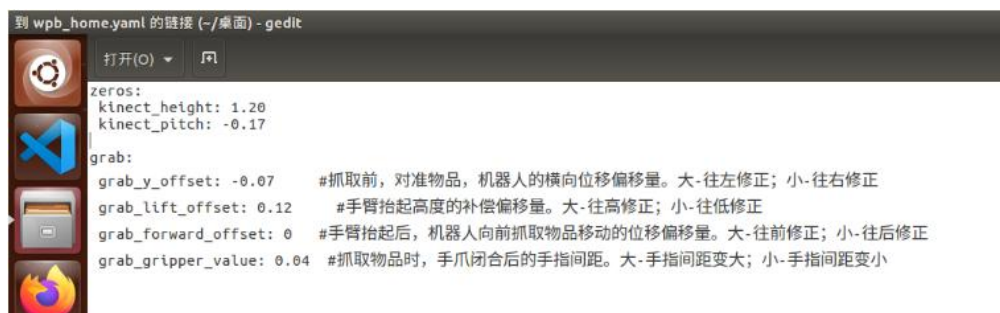 到 wpb_home.yaml 的链接 (~/桌面) - gedit
打开(O)
zeros:
kinect_height: 1.20
kinect_pitch: -0.17
grab:
grab_y_offset: -0.07 #抓取前，对准物品，机器人的横向位移偏移量。大-往左修正；小-往右修正
grab_lift_offset: 0.12 #手臂抬起高度的补偿偏移量。大-往高修正；小-往低修正
grab_forward_offset: 0 #手臂抬起后，机器人向前抓取物品移动的位移偏移量。大-往前修正；小-往后修正
grab_gripper_value: 0.04 #抓取物品时，手爪闭合后的手指间距。大-手指间距变大；小-手指间距变小